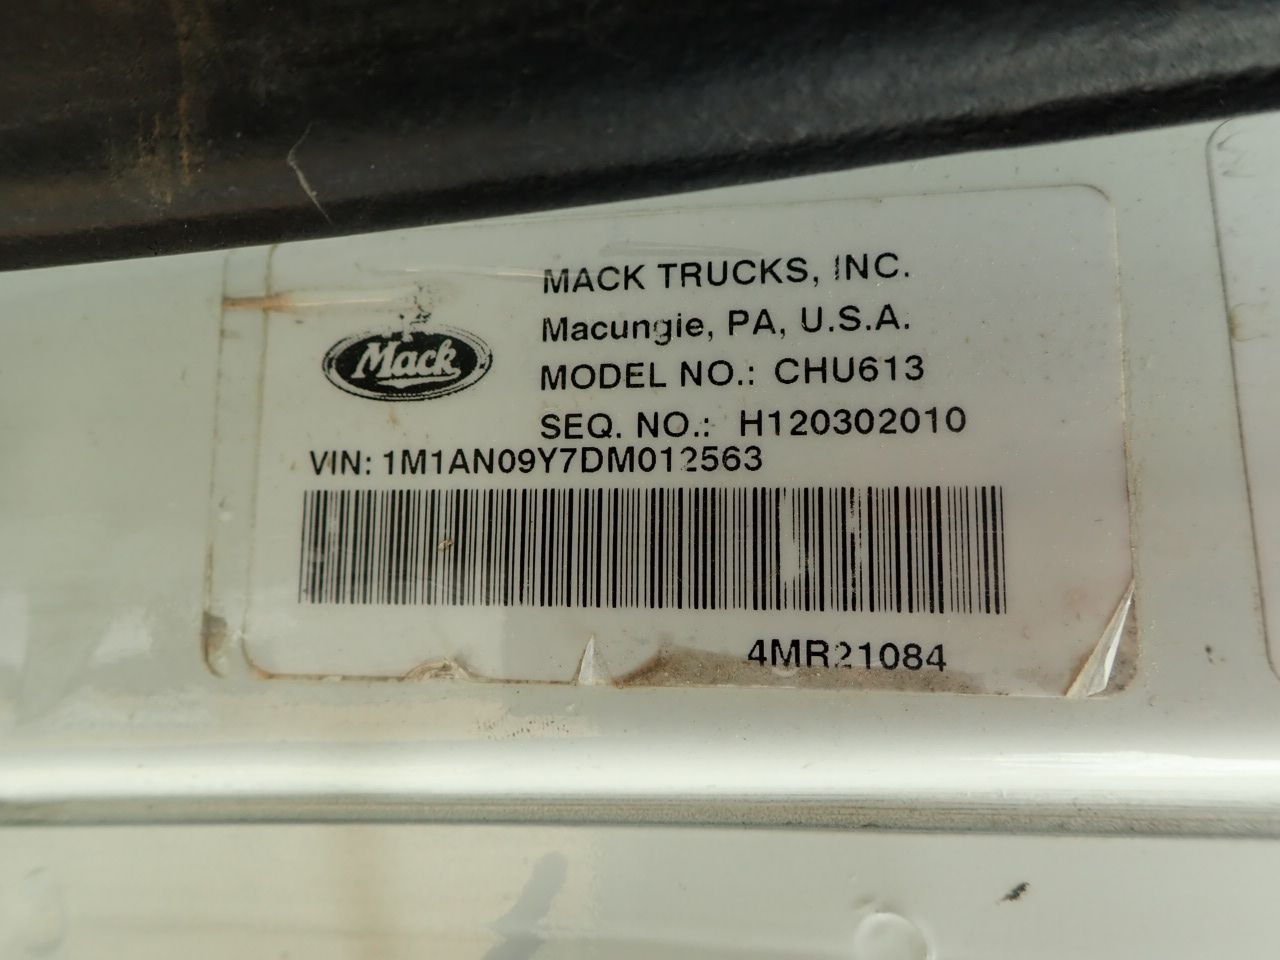 MACK TRUCKS, INC.
Macungie, PA, U.S.A.
Mack
MODEL NO.: CHU613
SEQ. NO.: H120302010
VIN: 1M1AN09Y7DM012563
4MR21084